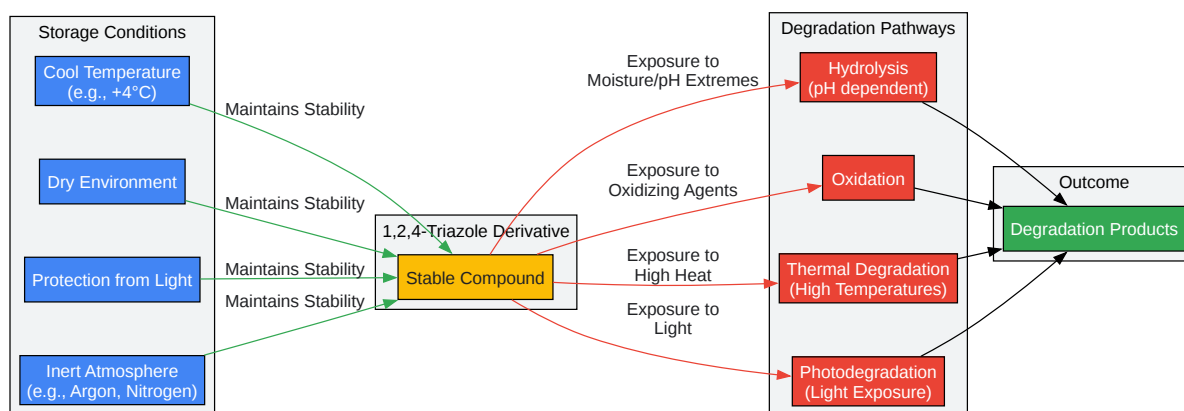 Storage Conditions
Cool Temperature
(e.g., +4°C)
Dry Environment
Protection from Light
Inert Atmosphere
(e.g., Argon, Nitrogen)
Maintains Stability
Maintains Stability
Maintains Stability
Maintains Stability
1,2,4-Triazole Derivative
Stable Compound
Exposure to
Moisture/pH Extremes
Exposure to
Oxidizing Agents
Exposure to
High Heat
Exposure to
Light
Degradation Pathways
Hydrolysis
(pH dependent)
Oxidation
Thermal Degradation
(High Temperatures)
Photodegradation
(Light Exposure)
Outcome
Degradation Products